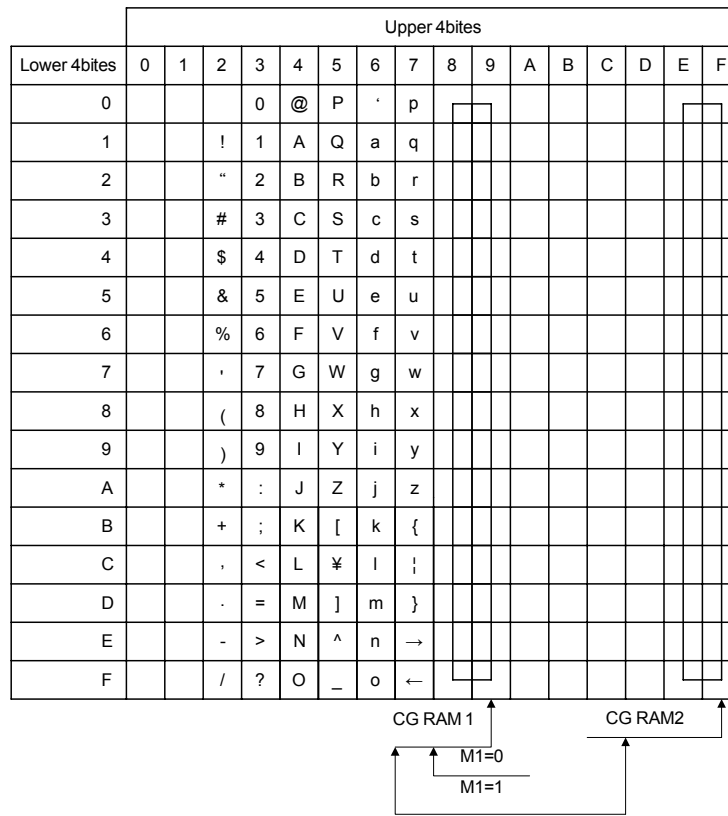 Upper 4bites
Lower 4bites 0 1 2 3 4 5 6 7 8 9 A B C D E F
0 0 @ P ‘ p
1 ! 1 A Q a q
2 “ 2 B R b r
3 # 3 C S c s
4 $ 4 D T d t
5 & 5 E U e u
6 % 6 F V f v
7 ' 7 G W g w
8 ( 8 H X h x
9 ) 9 I Y i y
A * : J Z j z
B + ; K [ k {
C , < L ¥ l ¦
D . = M ] m }
E - > N ^ n →
F / ? O _ o ←
CG RAM 1 CG RAM2
M1=0
M1=1